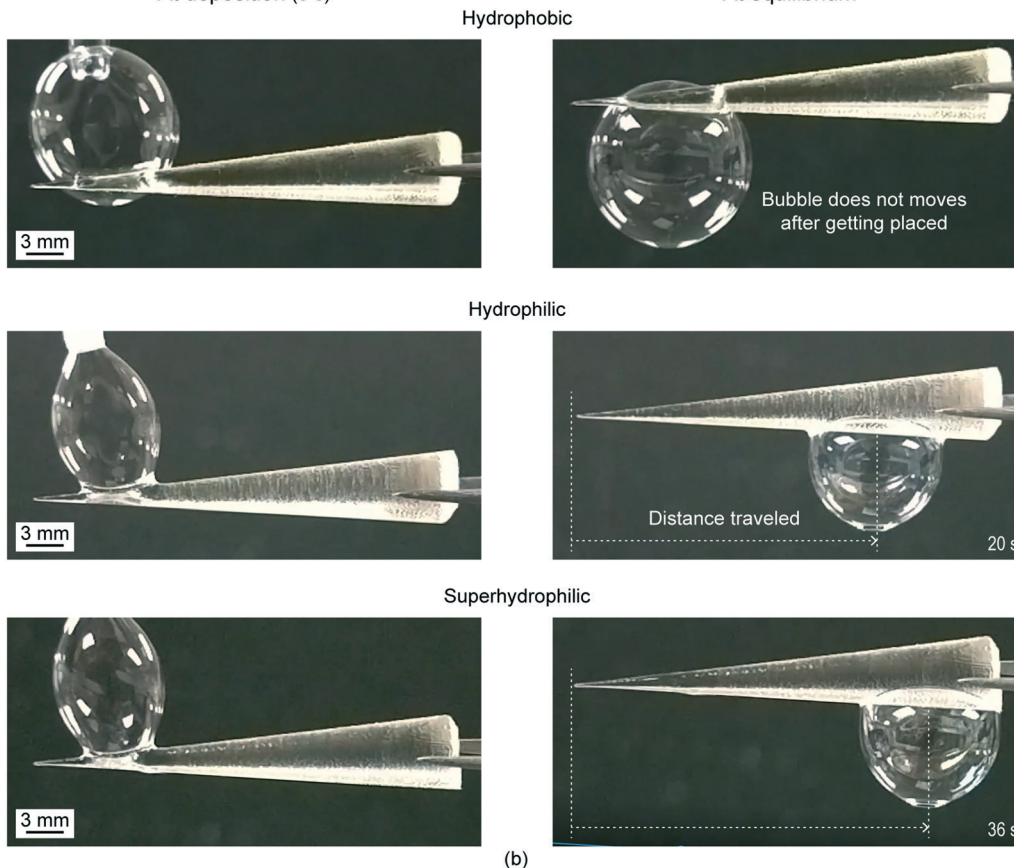 Hydrophobic
3 mm
Bubble does not moves
after getting placed
Hydrophilic
3 mm
Distance traveled
20 s
Superhydrophilic
3 mm
36 s
(b)